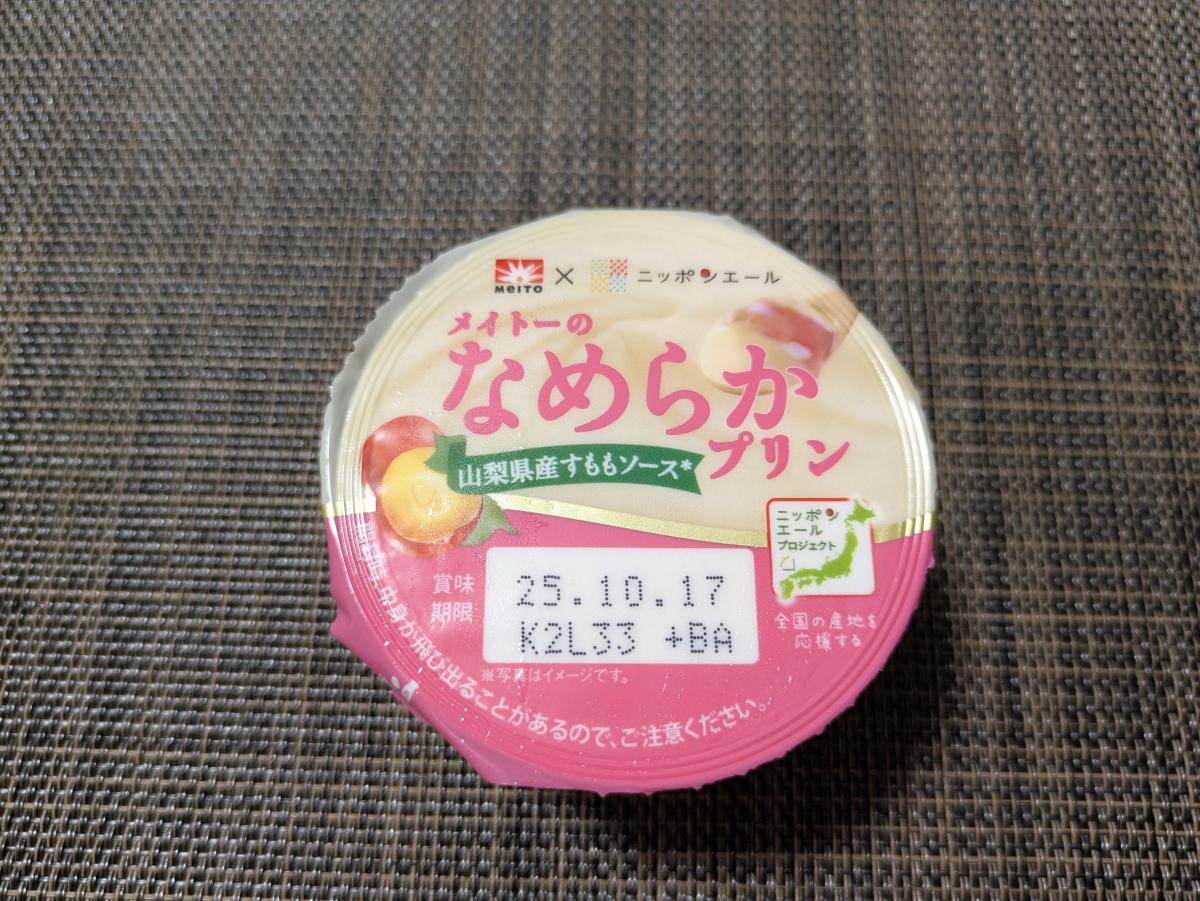 MEITO × ニッポンエール
メイトーの
なめらか
プリン
山梨県産すももソース*
ニッポン
エール
プロジェクト
全国の産地を
応援する
賞味
期限
25.10.17
K2L33 +BA
※写真はイメージです。
開封時、中身が飛び出ることがあるので、ご注意ください。